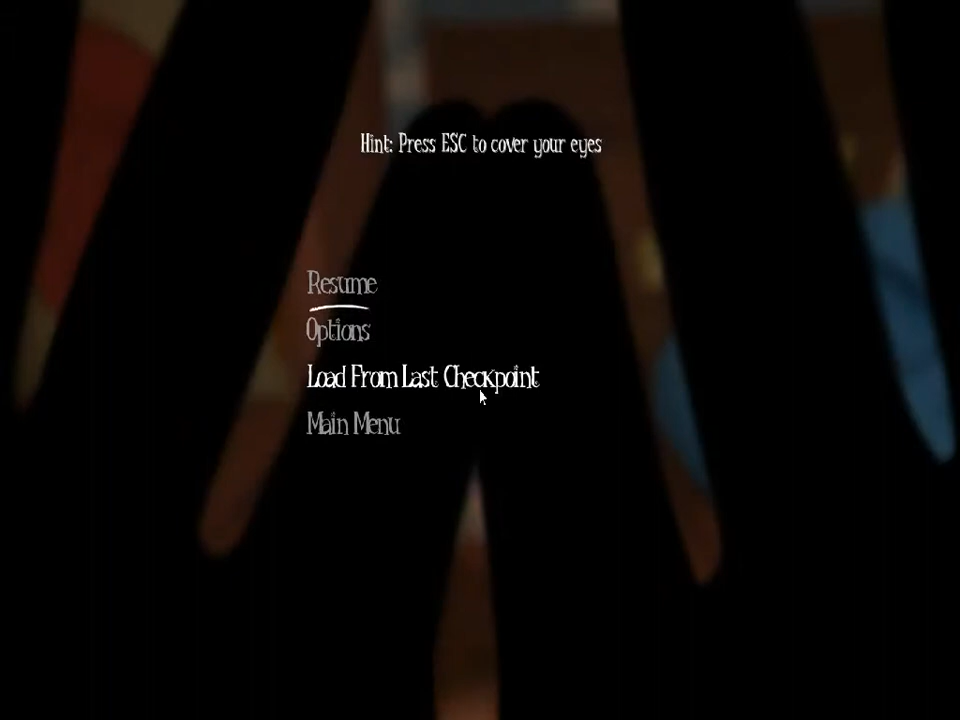 Hint: Press ESC to cover your eyes
Resume
Options
Load From Last Checkpoint
Main Menu